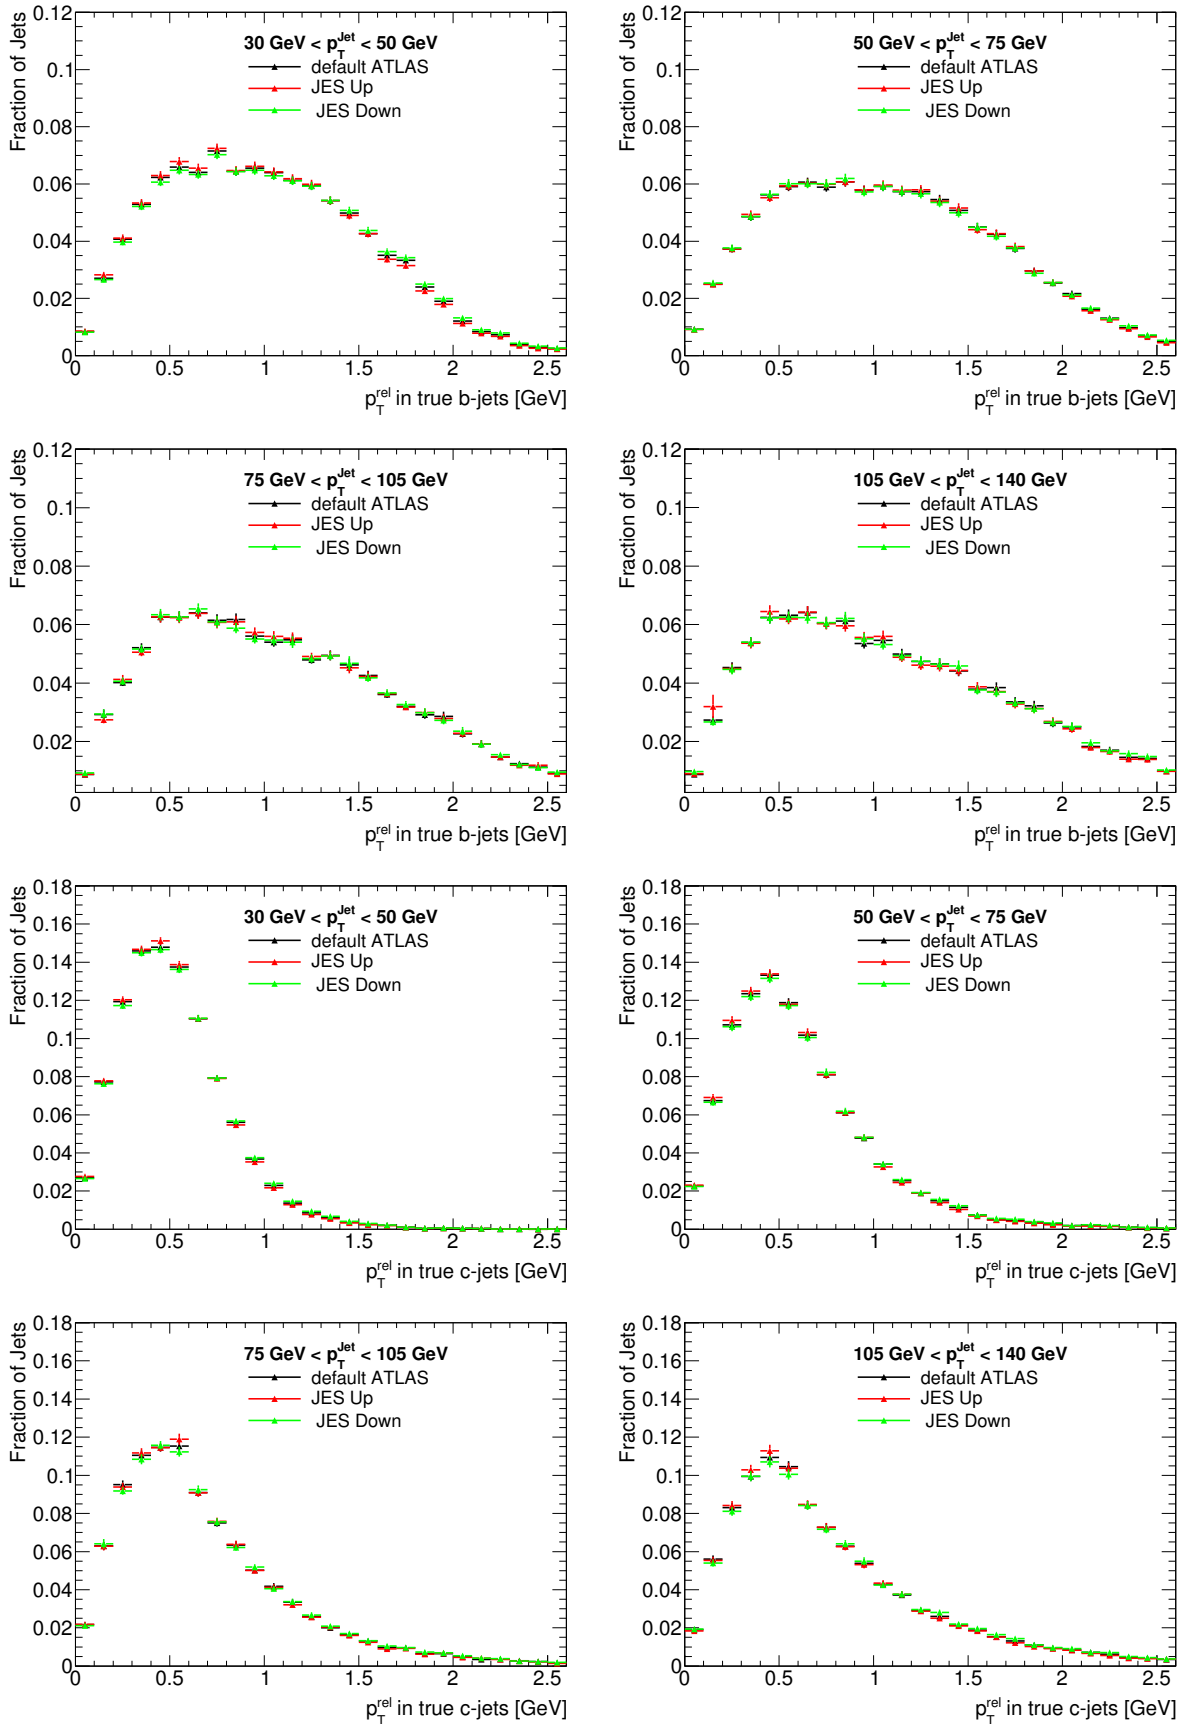 Fraction of Jets
0.12
0.1
0.08
0.06
0.04
0.02
0
30 GeV < p_T^Jet < 50 GeV
default ATLAS
JES Up
JES Down
0 0.5 1 1.5 2 2.5
p_T^rel in true b-jets [GeV]
Fraction of Jets
0.12
0.1
0.08
0.06
0.04
0.02
0
50 GeV < p_T^Jet < 75 GeV
default ATLAS
JES Up
JES Down
0 0.5 1 1.5 2 2.5
p_T^rel in true b-jets [GeV]
Fraction of Jets
0.12
0.1
0.08
0.06
0.04
0.02
75 GeV < p_T^Jet < 105 GeV
default ATLAS
JES Up
JES Down
0 0.5 1 1.5 2 2.5
p_T^rel in true b-jets [GeV]
Fraction of Jets
0.12
0.1
0.08
0.06
0.04
0.02
105 GeV < p_T^Jet < 140 GeV
default ATLAS
JES Up
JES Down
0 0.5 1 1.5 2 2.5
p_T^rel in true b-jets [GeV]
Fraction of Jets
0.18
0.16
0.14
0.12
0.1
0.08
0.06
0.04
0.02
0
30 GeV < p_T^Jet < 50 GeV
default ATLAS
JES Up
JES Down
0 0.5 1 1.5 2 2.5
p_T^rel in true c-jets [GeV]
Fraction of Jets
0.18
0.16
0.14
0.12
0.1
0.08
0.06
0.04
0.02
0
50 GeV < p_T^Jet < 75 GeV
default ATLAS
JES Up
JES Down
0 0.5 1 1.5 2 2.5
p_T^rel in true c-jets [GeV]
Fraction of Jets
0.18
0.16
0.14
0.12
0.1
0.08
0.06
0.04
0.02
0
75 GeV < p_T^Jet < 105 GeV
default ATLAS
JES Up
JES Down
0 0.5 1 1.5 2 2.5
p_T^rel in true c-jets [GeV]
Fraction of Jets
0.18
0.16
0.14
0.12
0.1
0.08
0.06
0.04
0.02
0
105 GeV < p_T^Jet < 140 GeV
default ATLAS
JES Up
JES Down
0 0.5 1 1.5 2 2.5
p_T^rel in true c-jets [GeV]